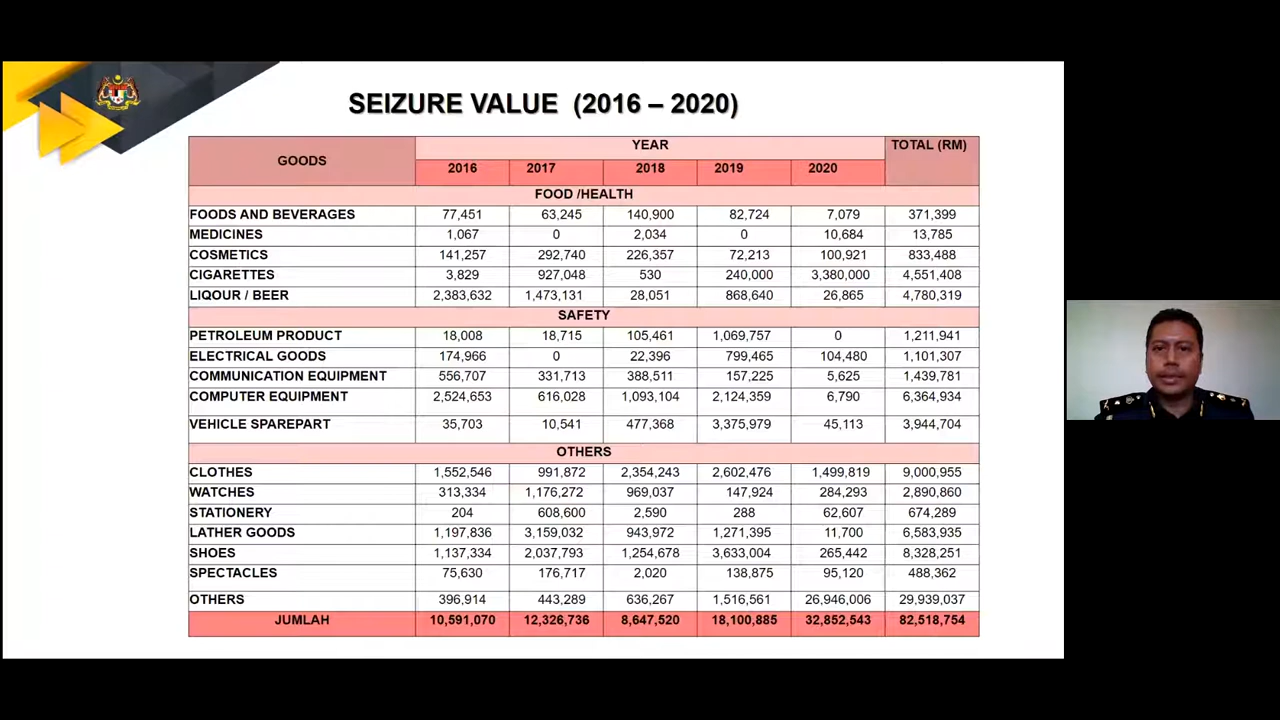 SEIZURE VALUE (2016 – 2020)
GOODS YEAR TOTAL (RM)
2016 2017 2018 2019 2020
FOOD /HEALTH
FOODS AND BEVERAGES 77,451 63,245 140,900 82,724 7,079 371,399
MEDICINES 1,067 0 2,034 0 10,684 13,785
COSMETICS 141,257 292,740 226,357 72,213 100,921 833,488
CIGARETTES 3,829 927,048 530 240,000 3,380,000 4,551,408
LIQOUR / BEER 2,383,632 1,473,131 28,051 868,640 26,865 4,780,319
SAFETY
PETROLEUM PRODUCT 18,008 18,715 105,461 1,069,757 0 1,211,941
ELECTRICAL GOODS 174,966 0 22,396 799,465 104,480 1,101,307
COMMUNICATION EQUIPMENT 556,707 331,713 388,511 157,225 5,625 1,439,781
COMPUTER EQUIPMENT 2,524,653 616,028 1,093,104 2,124,359 6,790 6,364,934
VEHICLE SPAREPART 35,703 10,541 477,368 3,375,979 45,113 3,944,704
OTHERS
CLOTHES 1,552,546 991,872 2,354,243 2,602,476 1,499,819 9,000,955
WATCHES 313,334 1,176,272 969,037 147,924 284,293 2,890,860
STATIONERY 204 608,600 2,590 288 62,607 674,289
LATHER GOODS 1,197,836 3,159,032 943,972 1,271,395 11,700 6,583,935
SHOES 1,137,334 2,037,793 1,254,678 3,633,004 265,442 8,328,251
SPECTACLES 75,630 176,717 2,020 138,875 95,120 488,362
OTHERS 396,914 443,289 636,267 1,516,561 26,946,006 29,939,037
JUMLAH 10,591,070 12,326,736 8,647,520 18,100,885 32,852,543 82,518,754